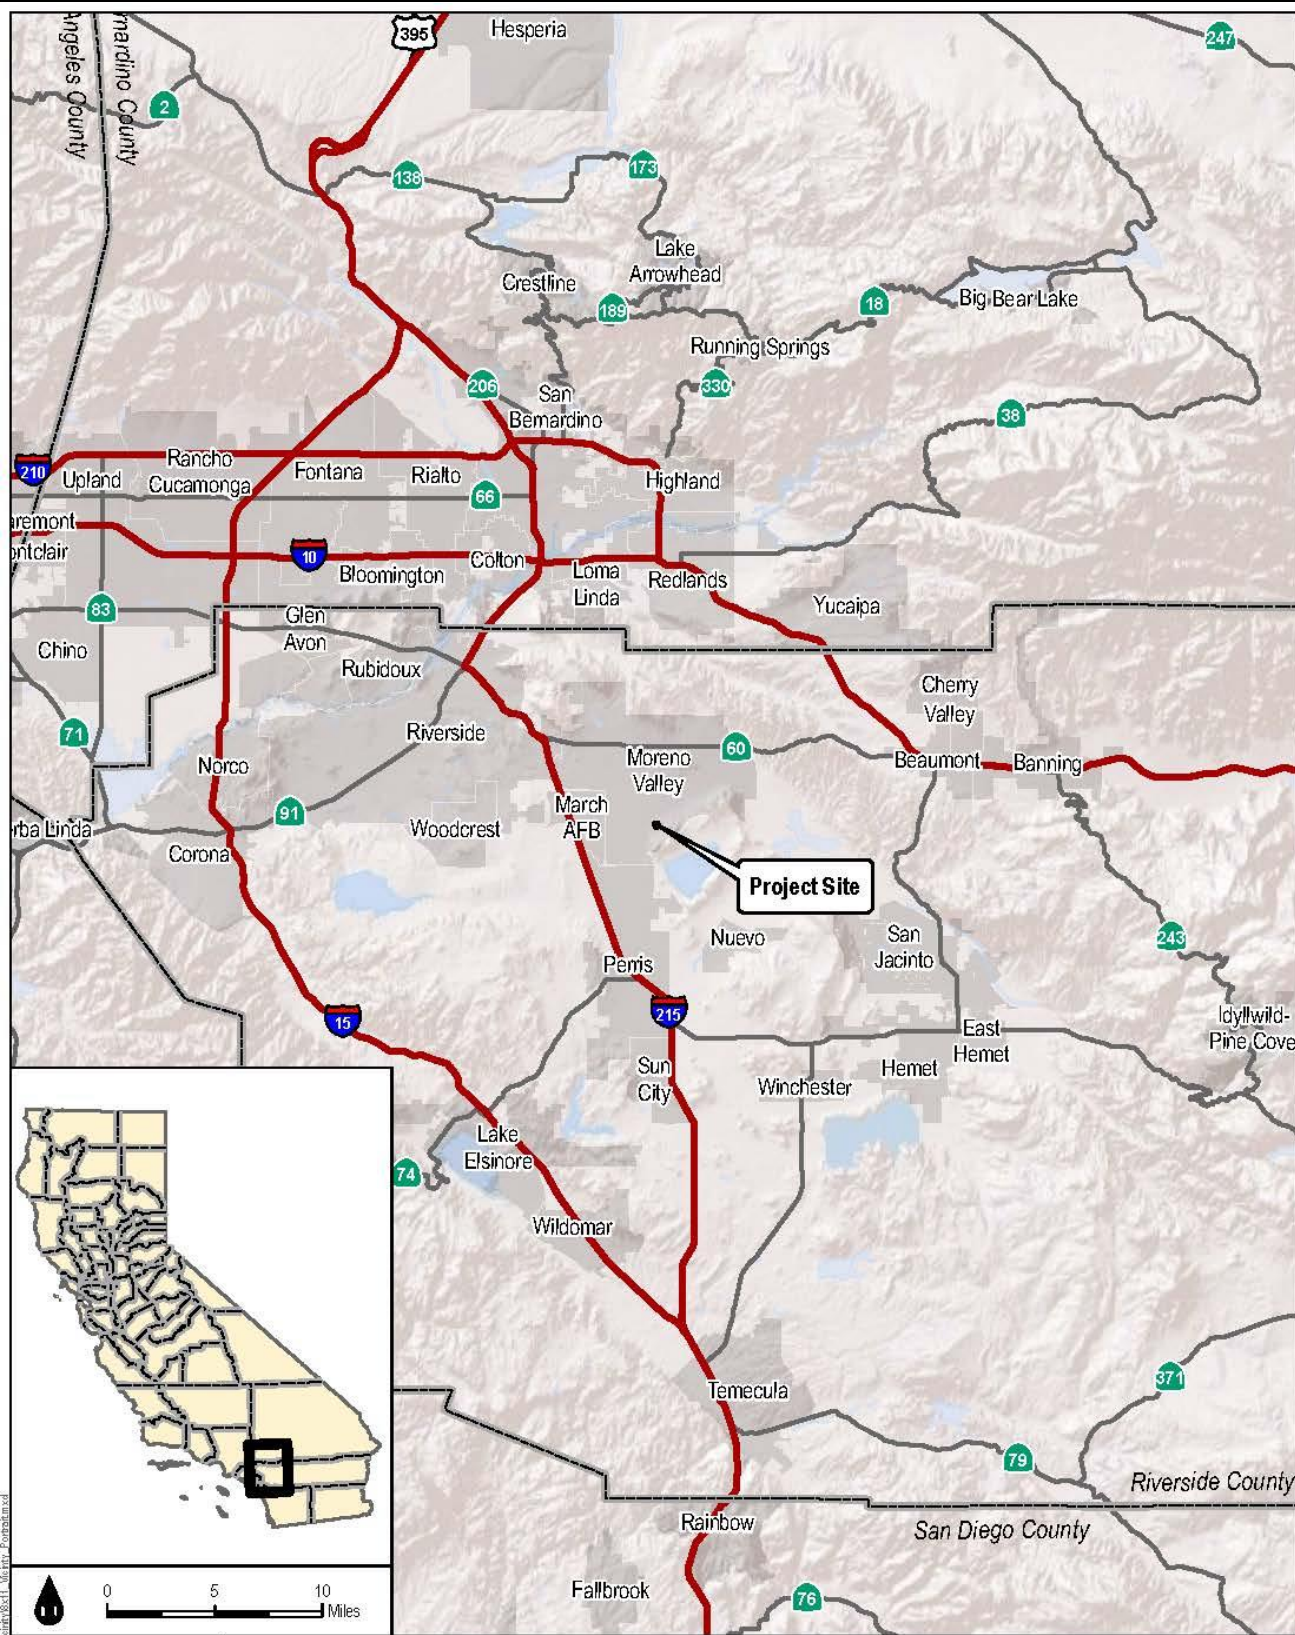 395
Hesperia
247
rnardino County
Angeles County
2
138
173
Lake
Arrowhead
Crestline
189
18
Big Bear Lake
Running Springs
330
206
San
Bernardino
38
210
Upland
Rancho
Cucamonga
Fontana
Rialto
66
Highland
aremont
ontclair
10
Bloomington
Colton
Loma
Linda
Redlands
Yucaipa
83
Glen
Avon
Chino
Rubidoux
Cherry
Valley
71
Riverside
Norco
Moreno
Valley
60
Beaumont
Banning
91
March
AFB
Woodcrest
erba Linda
Corona
Project Site
Nuevo
San
Jacinto
243
Perris
15
215
Idyllwild-
Pine Cove
East
Hemet
Hemet
Sun
City
Winchester
Lake
Elsinore
74
Wildomar
371
Temecula
79
Riverside County
San Diego County
Rainbow
Fallbrook
76
0 5 10
Miles